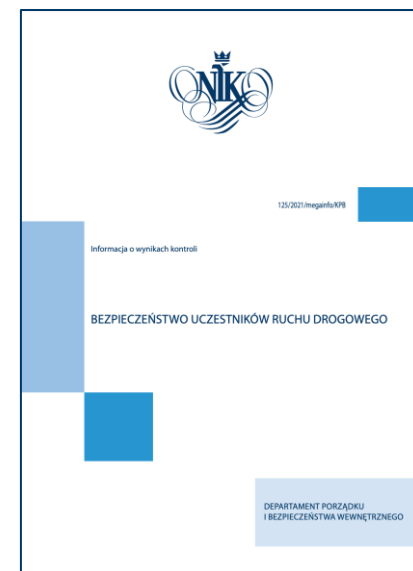 NIK
125/2021/megainfo/KPB
Informacja o wynikach kontroli
BEZPIECZEŃSTWO UCZESTNIKÓW RUCHU DROGOWEGO
DEPARTAMENT PORZĄDKU
I BEZPIECZEŃSTWA WEWNĘTRZNEGO